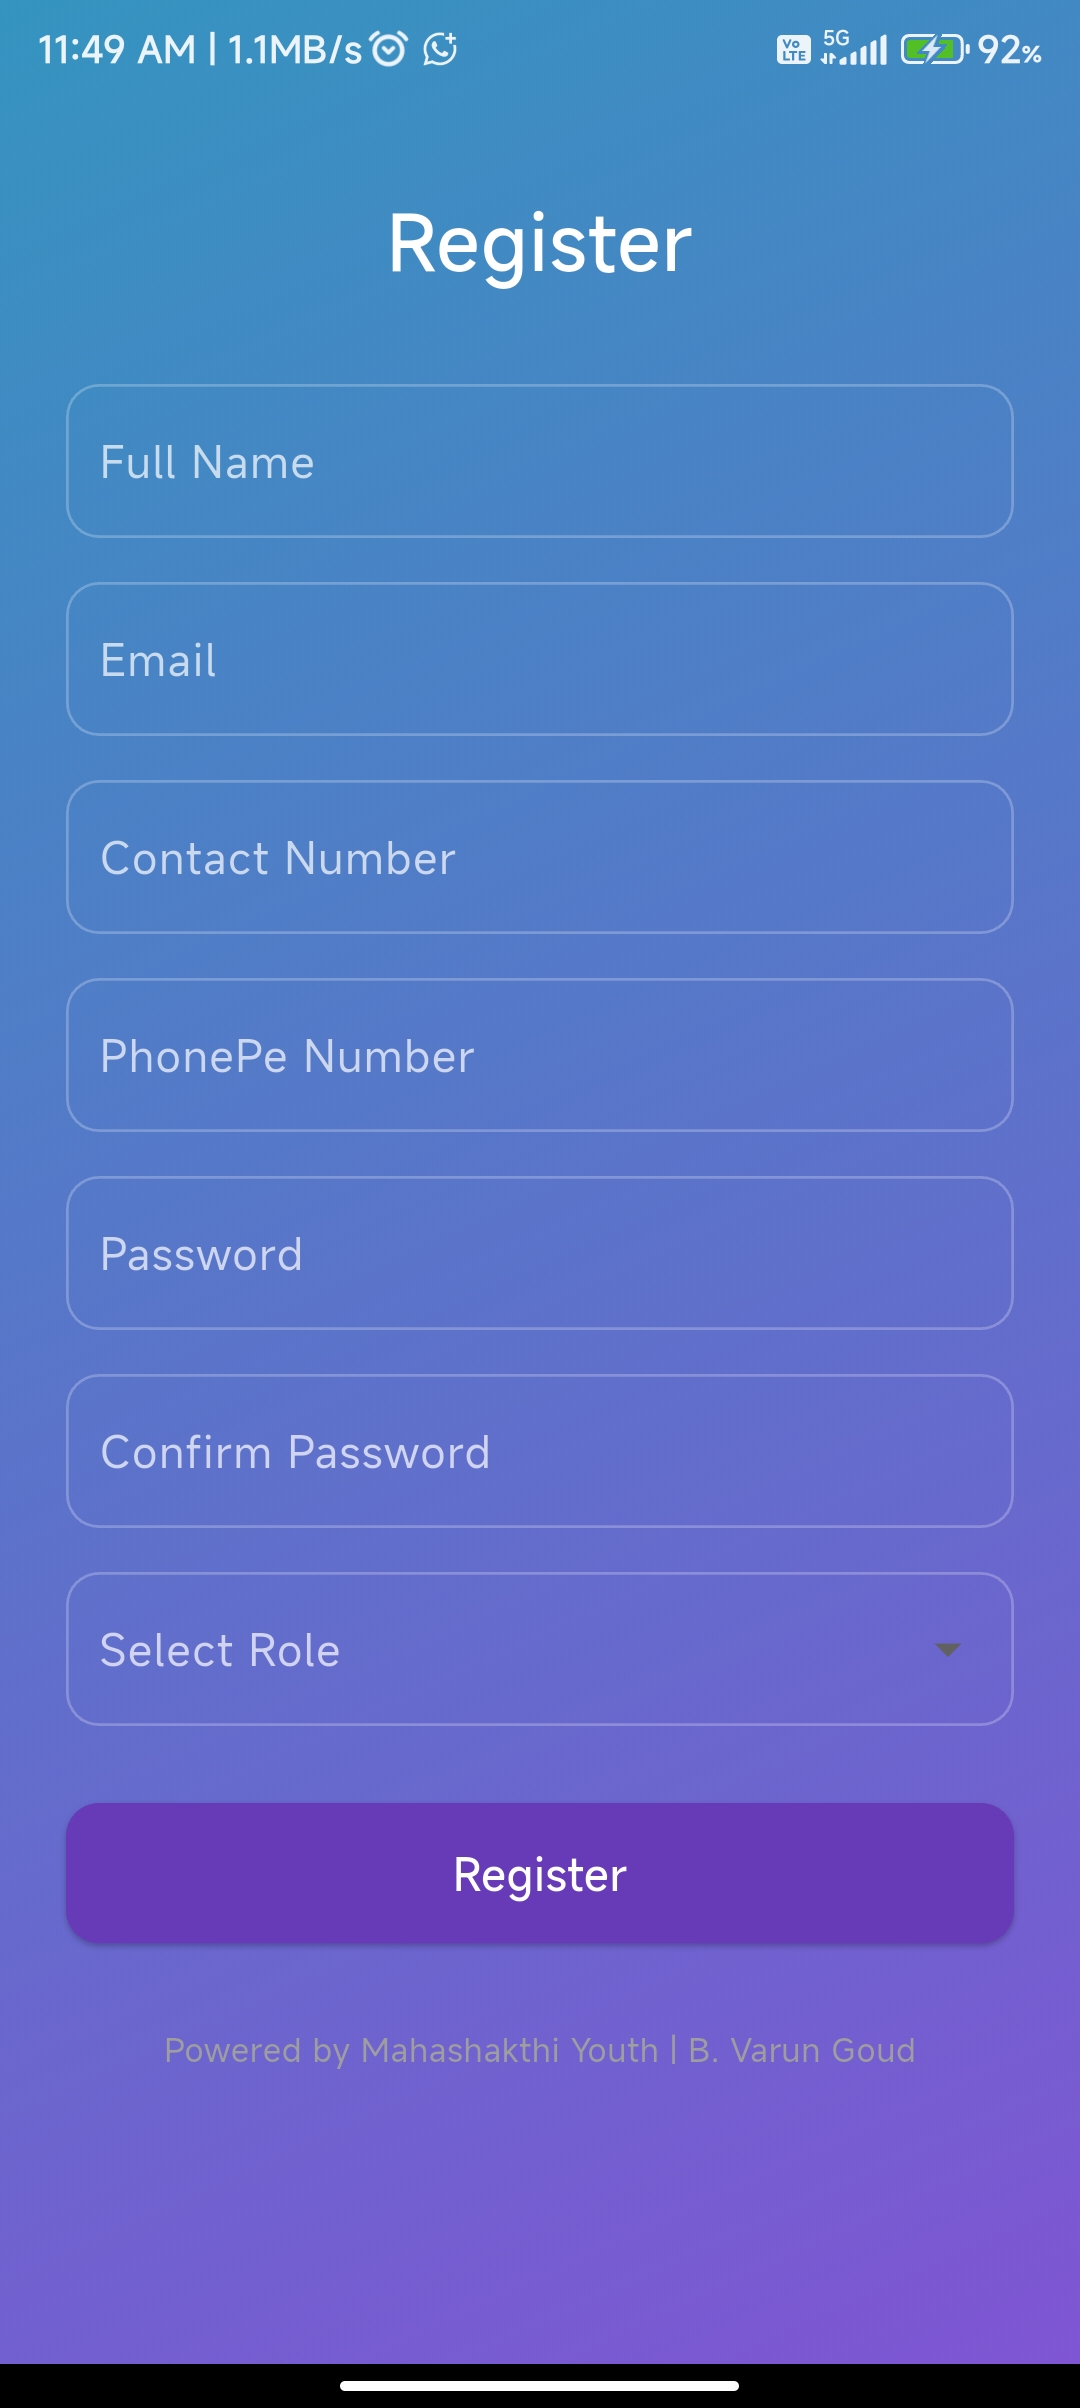 11:49 AM | 1.1MB/s Vo LTE 5G 92%
Register
Full Name
Email
Contact Number
PhonePe Number
Password
Confirm Password
Select Role
Register
Powered by Mahashakthi Youth | B. Varun Goud